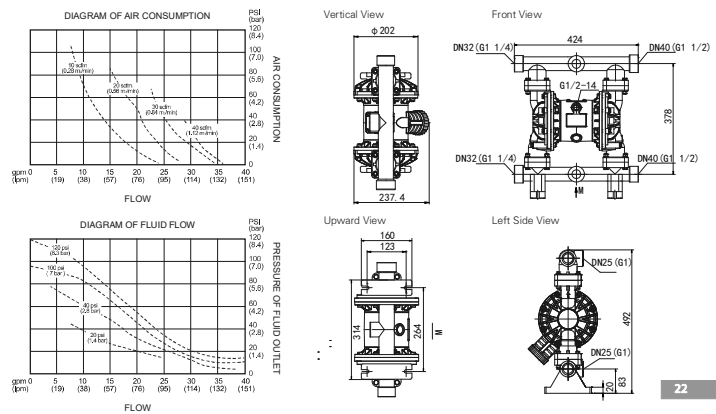 DIAGRAM OF AIR CONSUMPTION
PSI
(bar)
120
(8.4)
100
(7.0)
80
(5.6)
60
(4.2)
40
(2.8)
20
(1.4)
0
AIR CONSUMPTION
10 scfm
(0.28 m/min)
20 scfm
(0.56 m/min)
30 scfm
(0.84 m/min)
40 scfm
(1.12 m/min)
gpm 0 5 10 15 20 25 30 35 40
(lpm) (19) (38) (57) (76) (95) (114) (132) (151)
FLOW
DIAGRAM OF FLUID FLOW
PSI
(bar)
120
(8.4)
100
(7.0)
80
(5.6)
60
(4.2)
40
(2.8)
20
(1.4)
0
PRESSURE OF FLUID OUTLET
120 psi
(8.3 bar)
100 psi
(7 bar)
40 psi
(2.8 bar)
20 psi
(1.4 bar)
gpm 0 5 10 15 20 25 30 35 40
(lpm) (19) (38) (57) (76) (95) (114) (132) (151)
FLOW
Vertical View
φ202
237.4
Front View
424
DN32(G1 1/4)
DN40(G1 1/2)
G1/2-14
378
DN32(G1 1/4)
DN40(G1 1/2)
M
Upward View
160
123
314
264
M
Left Side View
DN25(G1)
492
DN25(G1)
20
83
22